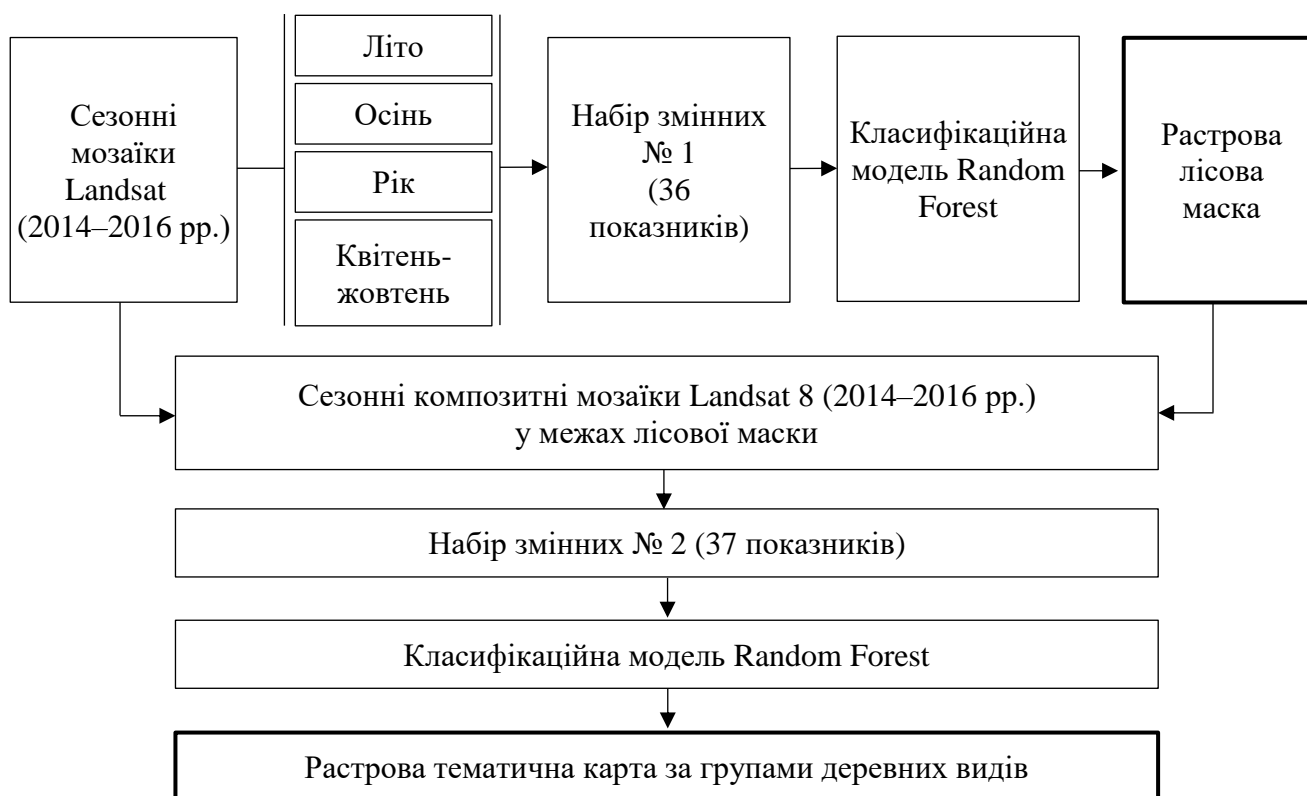 Сезонні
мозаїки
Landsat
(2014–2016 рр.)
Літо
Осінь
Рік
Квітень-
жовтень
Набір змінних
№ 1
(36
показників)
Класифікаційна
модель Random
Forest
Растрова
лісова
маска
Сезонні композитні мозаїки Landsat 8 (2014–2016 рр.)
у межах лісової маски
Набір змінних № 2 (37 показників)
Класифікаційна модель Random Forest
Растрова тематична карта за групами деревних видів